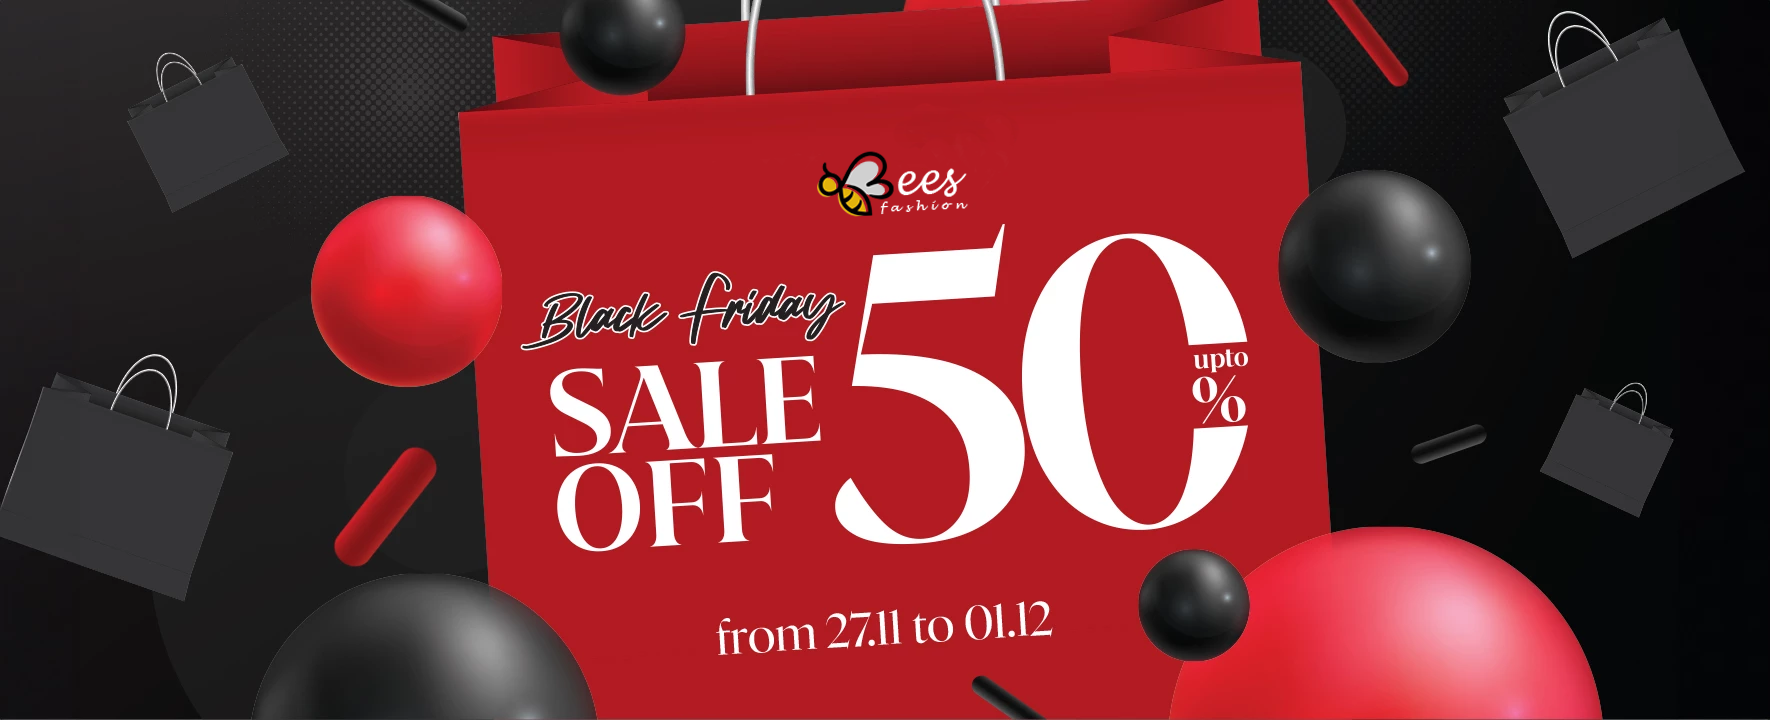 Bees
fashion
Black Friday
SALE
OFF
50
upto
%
from 27.11 to 01.12